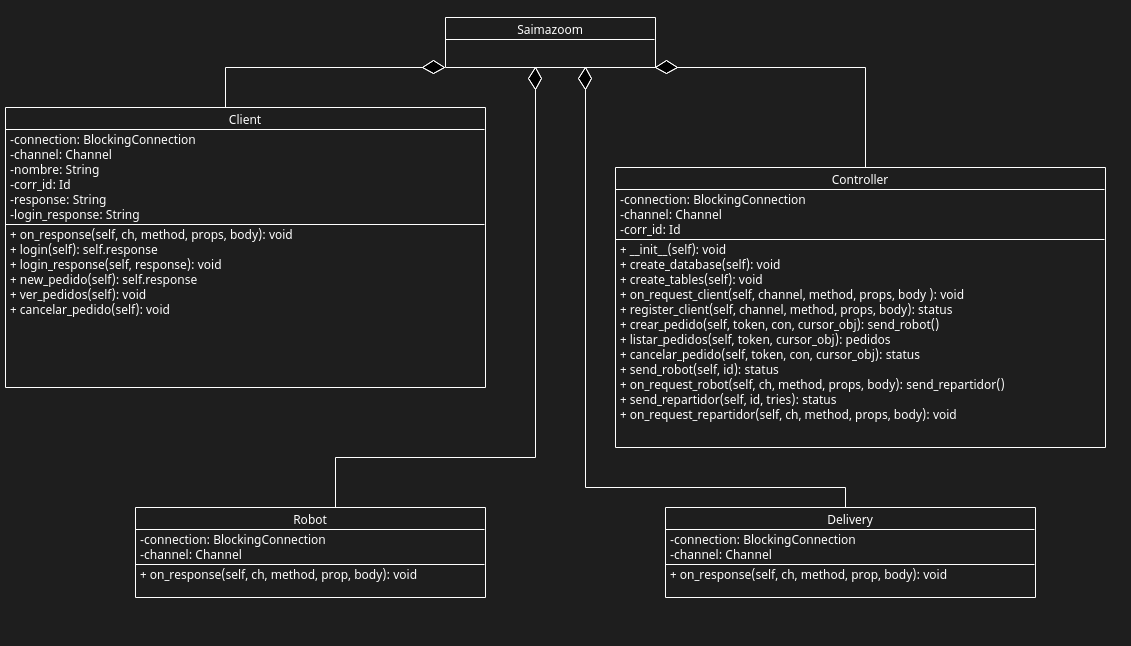 Saimazoom
Client
-connection: BlockingConnection
-channel: Channel
-nombre: String
-corr_id: Id
-response: String
-login_response: String
+ on_response(self, ch, method, props, body): void
+ login(self): self.response
+ login_response(self, response): void
+ new_pedido(self): self.response
+ ver_pedidos(self): void
+ cancelar_pedido(self): void
Controller
-connection: BlockingConnection
-channel: Channel
-corr_id: Id
+ __init__(self): void
+ create_database(self): void
+ create_tables(self): void
+ on_request_client(self, channel, method, props, body ): void
+ register_client(self, channel, method, props, body): status
+ crear_pedido(self, token, con, cursor_obj): send_robot()
+ listar_pedidos(self, token, cursor_obj): pedidos
+ cancelar_pedido(self, token, con, cursor_obj): status
+ send_robot(self, id): status
+ on_request_robot(self, ch, method, props, body): send_repartidor()
+ send_repartidor(self, id, tries): status
+ on_request_repartidor(self, ch, method, props, body): void
Robot
-connection: BlockingConnection
-channel: Channel
+ on_response(self, ch, method, prop, body): void
Delivery
-connection: BlockingConnection
-channel: Channel
+ on_response(self, ch, method, prop, body): void